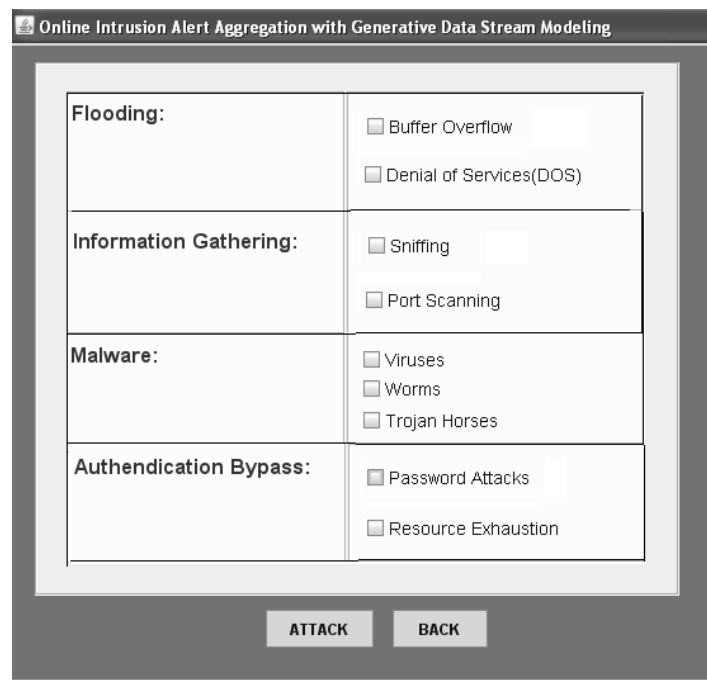 Online Intrusion Alert Aggregation with Generative Data Stream Modeling
Flooding:
Buffer Overflow
Denial of Services(DOS)
Information Gathering:
Sniffing
Port Scanning
Malware:
Viruses
Worms
Trojan Horses
Authendication Bypass:
Password Attacks
Resource Exhaustion
ATTACK
BACK